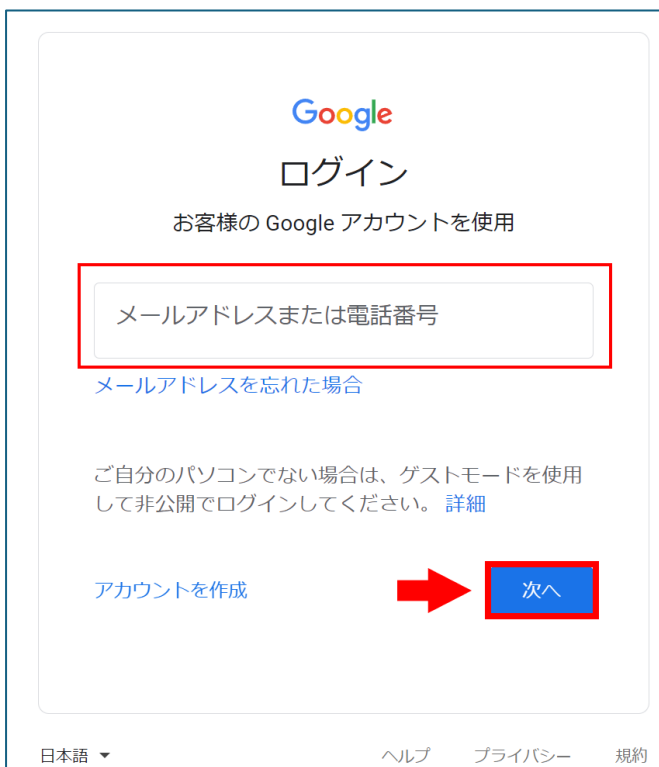 Google
ログイン
お客様の Google アカウントを使用
メールアドレスまたは電話番号
メールアドレスを忘れた場合
ご自分のパソコンでない場合は、ゲストモードを使用
して非公開でログインしてください。 詳細
アカウントを作成
次へ
日本語
ヘルプ プライバシー 規約